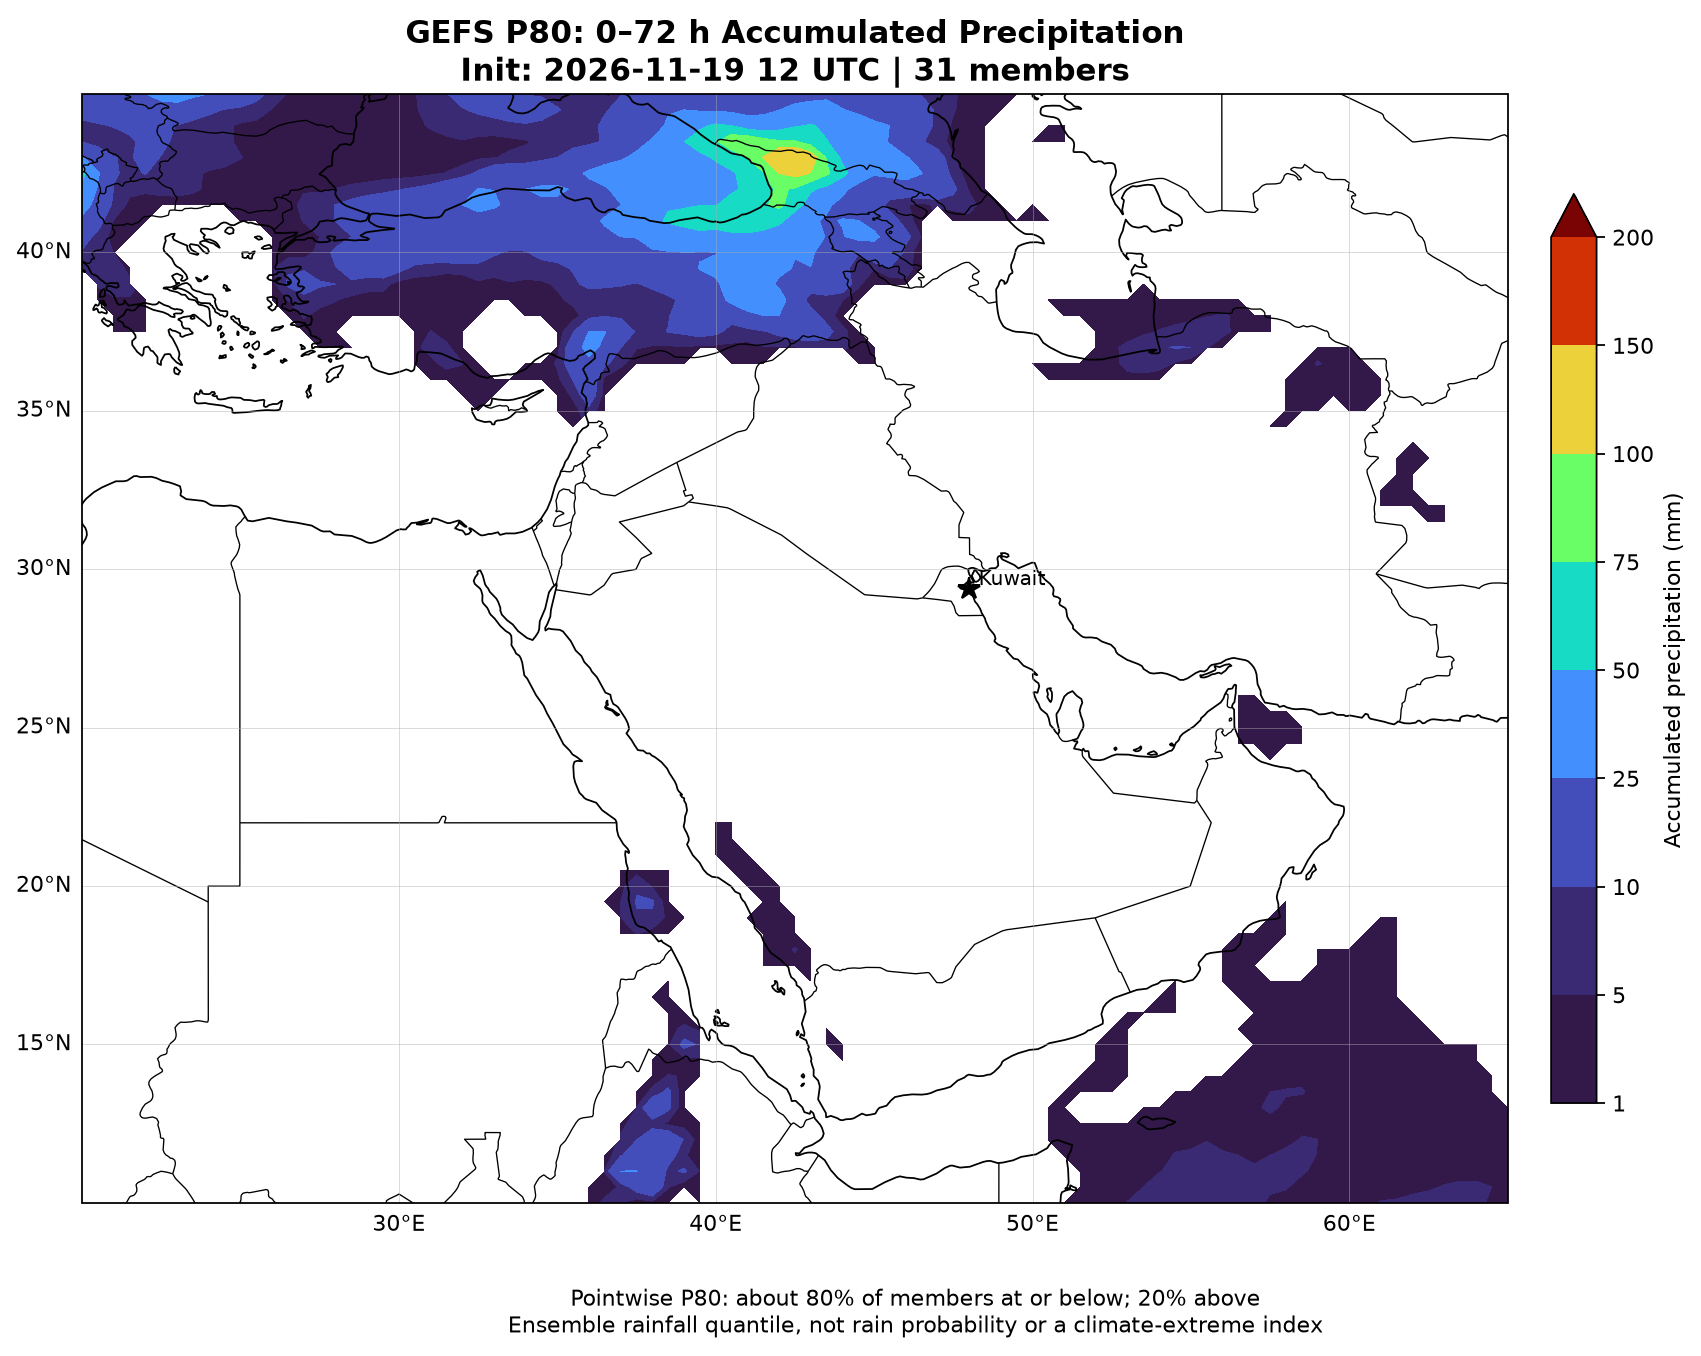 GEFS P80: 0–72 h Accumulated Precipitation
Init: 2026-11-19 12 UTC | 31 members
40°N
35°N
30°N
25°N
20°N
15°N
Kuwait
30°E
40°E
50°E
60°E
200
150
100
75
50
25
10
5
1
Accumulated precipitation (mm)
Pointwise P80: about 80% of members at or below; 20% above
Ensemble rainfall quantile, not rain probability or a climate-extreme index